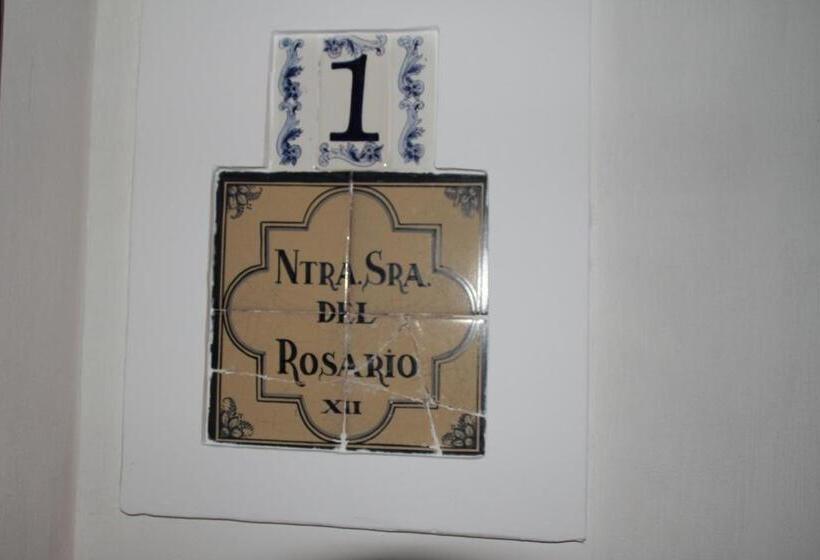 1
NTRA. SRA.
DEL
ROSARIO
XII